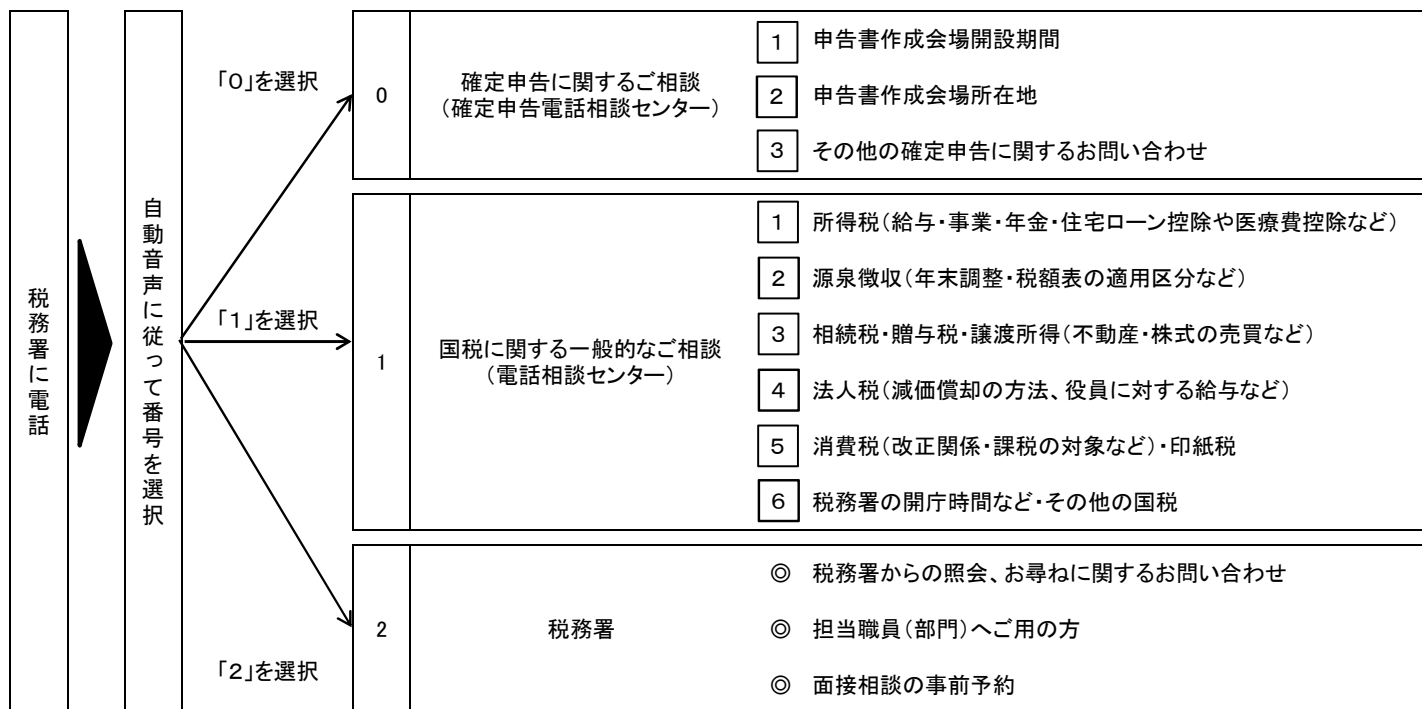 税務署に電話
自動音声に従って番号を選択
「０」を選択
0
確定申告に関するご相談
（確定申告電話相談センター）
１ 申告書作成会場開設期間
２ 申告書作成会場所在地
３ その他の確定申告に関するお問い合わせ
「１」を選択
1
国税に関する一般的なご相談
（電話相談センター）
１ 所得税（給与・事業・年金・住宅ローン控除や医療費控除など）
２ 源泉徴収（年末調整・税額表の適用区分など）
３ 相続税・贈与税・譲渡所得（不動産・株式の売買など）
４ 法人税（減価償却の方法、役員に対する給与など）
５ 消費税（改正関係・課税の対象など）・印紙税
６ 税務署の開庁時間など・その他の国税
「２」を選択
2
税務署
◎ 税務署からの照会、お尋ねに関するお問い合わせ
◎ 担当職員（部門）へご用の方
◎ 面接相談の事前予約